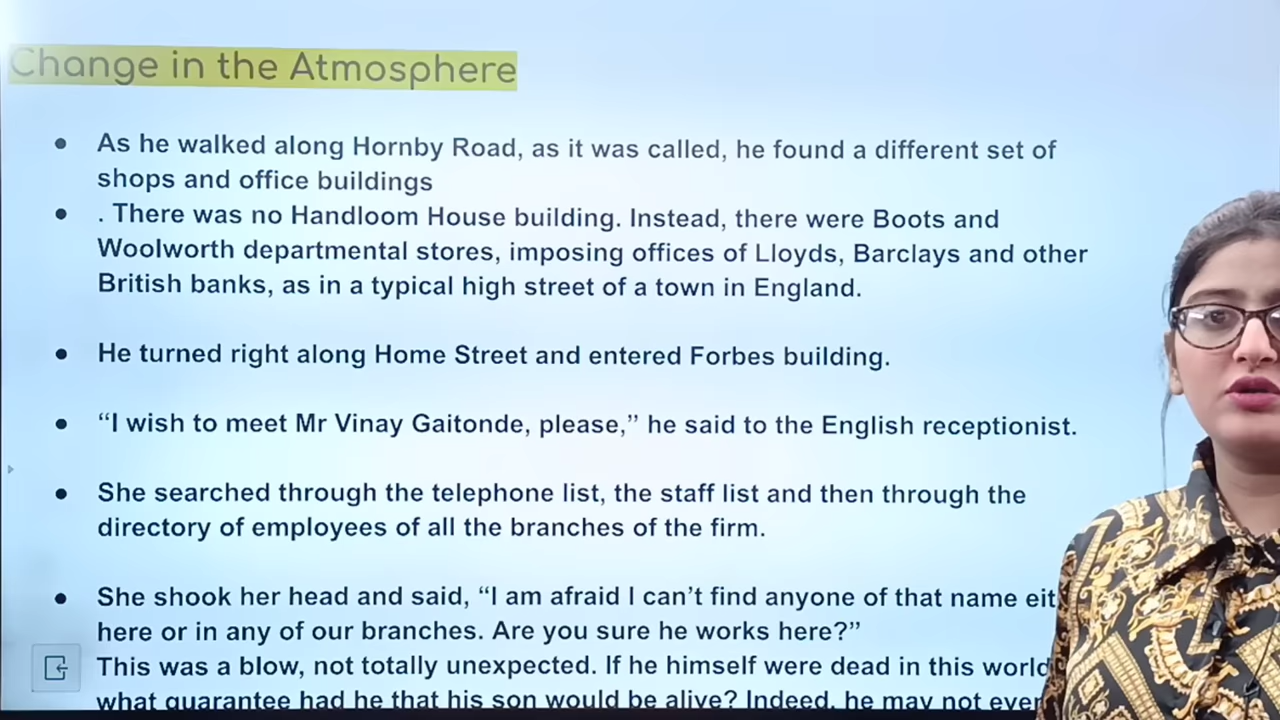 Change in the Atmosphere
As he walked along Hornby Road, as it was called, he found a different set of
shops and office buildings
. There was no Handloom House building. Instead, there were Boots and
Woolworth departmental stores, imposing offices of Lloyds, Barclays and other
British banks, as in a typical high street of a town in England.
He turned right along Home Street and entered Forbes building.
“I wish to meet Mr Vinay Gaitonde, please,” he said to the English receptionist.
She searched through the telephone list, the staff list and then through the
directory of employees of all the branches of the firm.
She shook her head and said, “I am afraid I can’t find anyone of that name eit
here or in any of our branches. Are you sure he works here?”
This was a blow, not totally unexpected. If he himself were dead in this world
what guarantee had he that his son would be alive? Indeed, he may not even